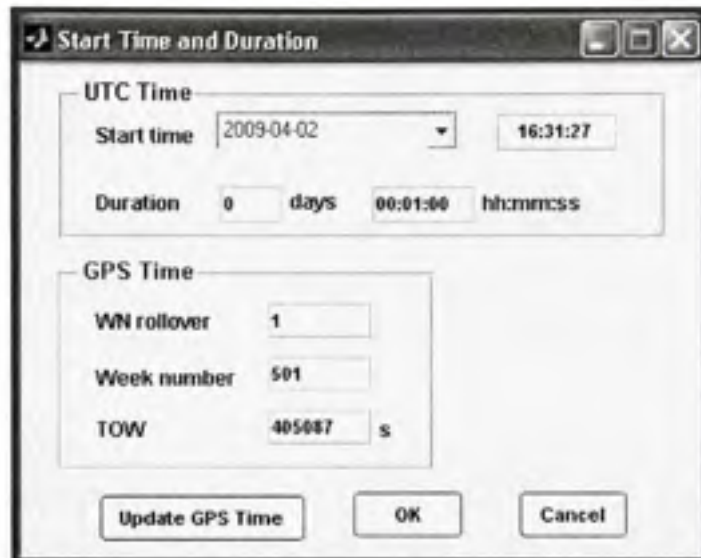 Start Time and Duration
UTC Time
Start time 2009-04-02 16:31:27
Duration 0 days 00:01:00 hh:mm:ss
GPS Time
WN rollover 1
Week number 501
TOW 405087 s
Update GPS Time OK Cancel